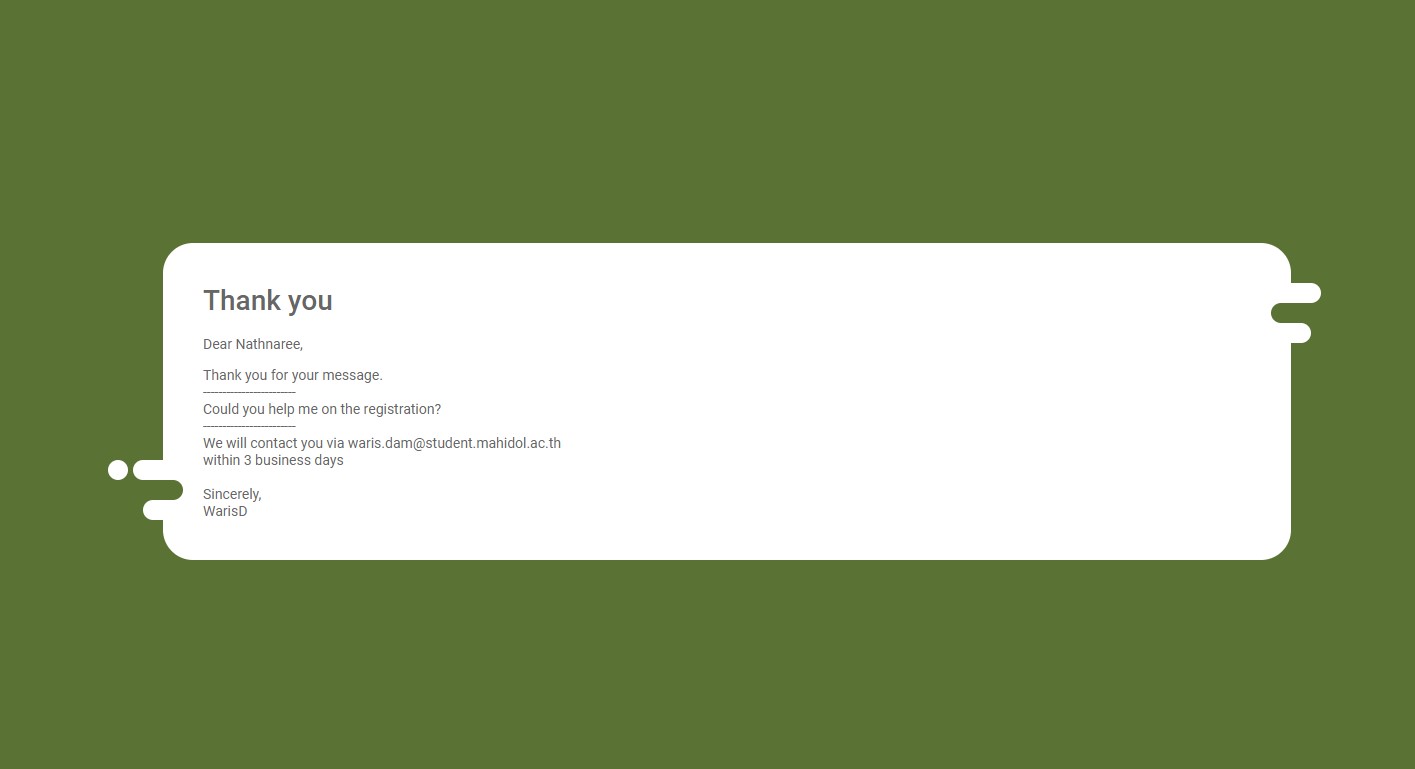 Thank you
Dear Nathnaree,
Thank you for your message.
------------------------
Could you help me on the registration?
------------------------
We will contact you via waris.dam@student.mahidol.ac.th
within 3 business days
Sincerely,
WarisD